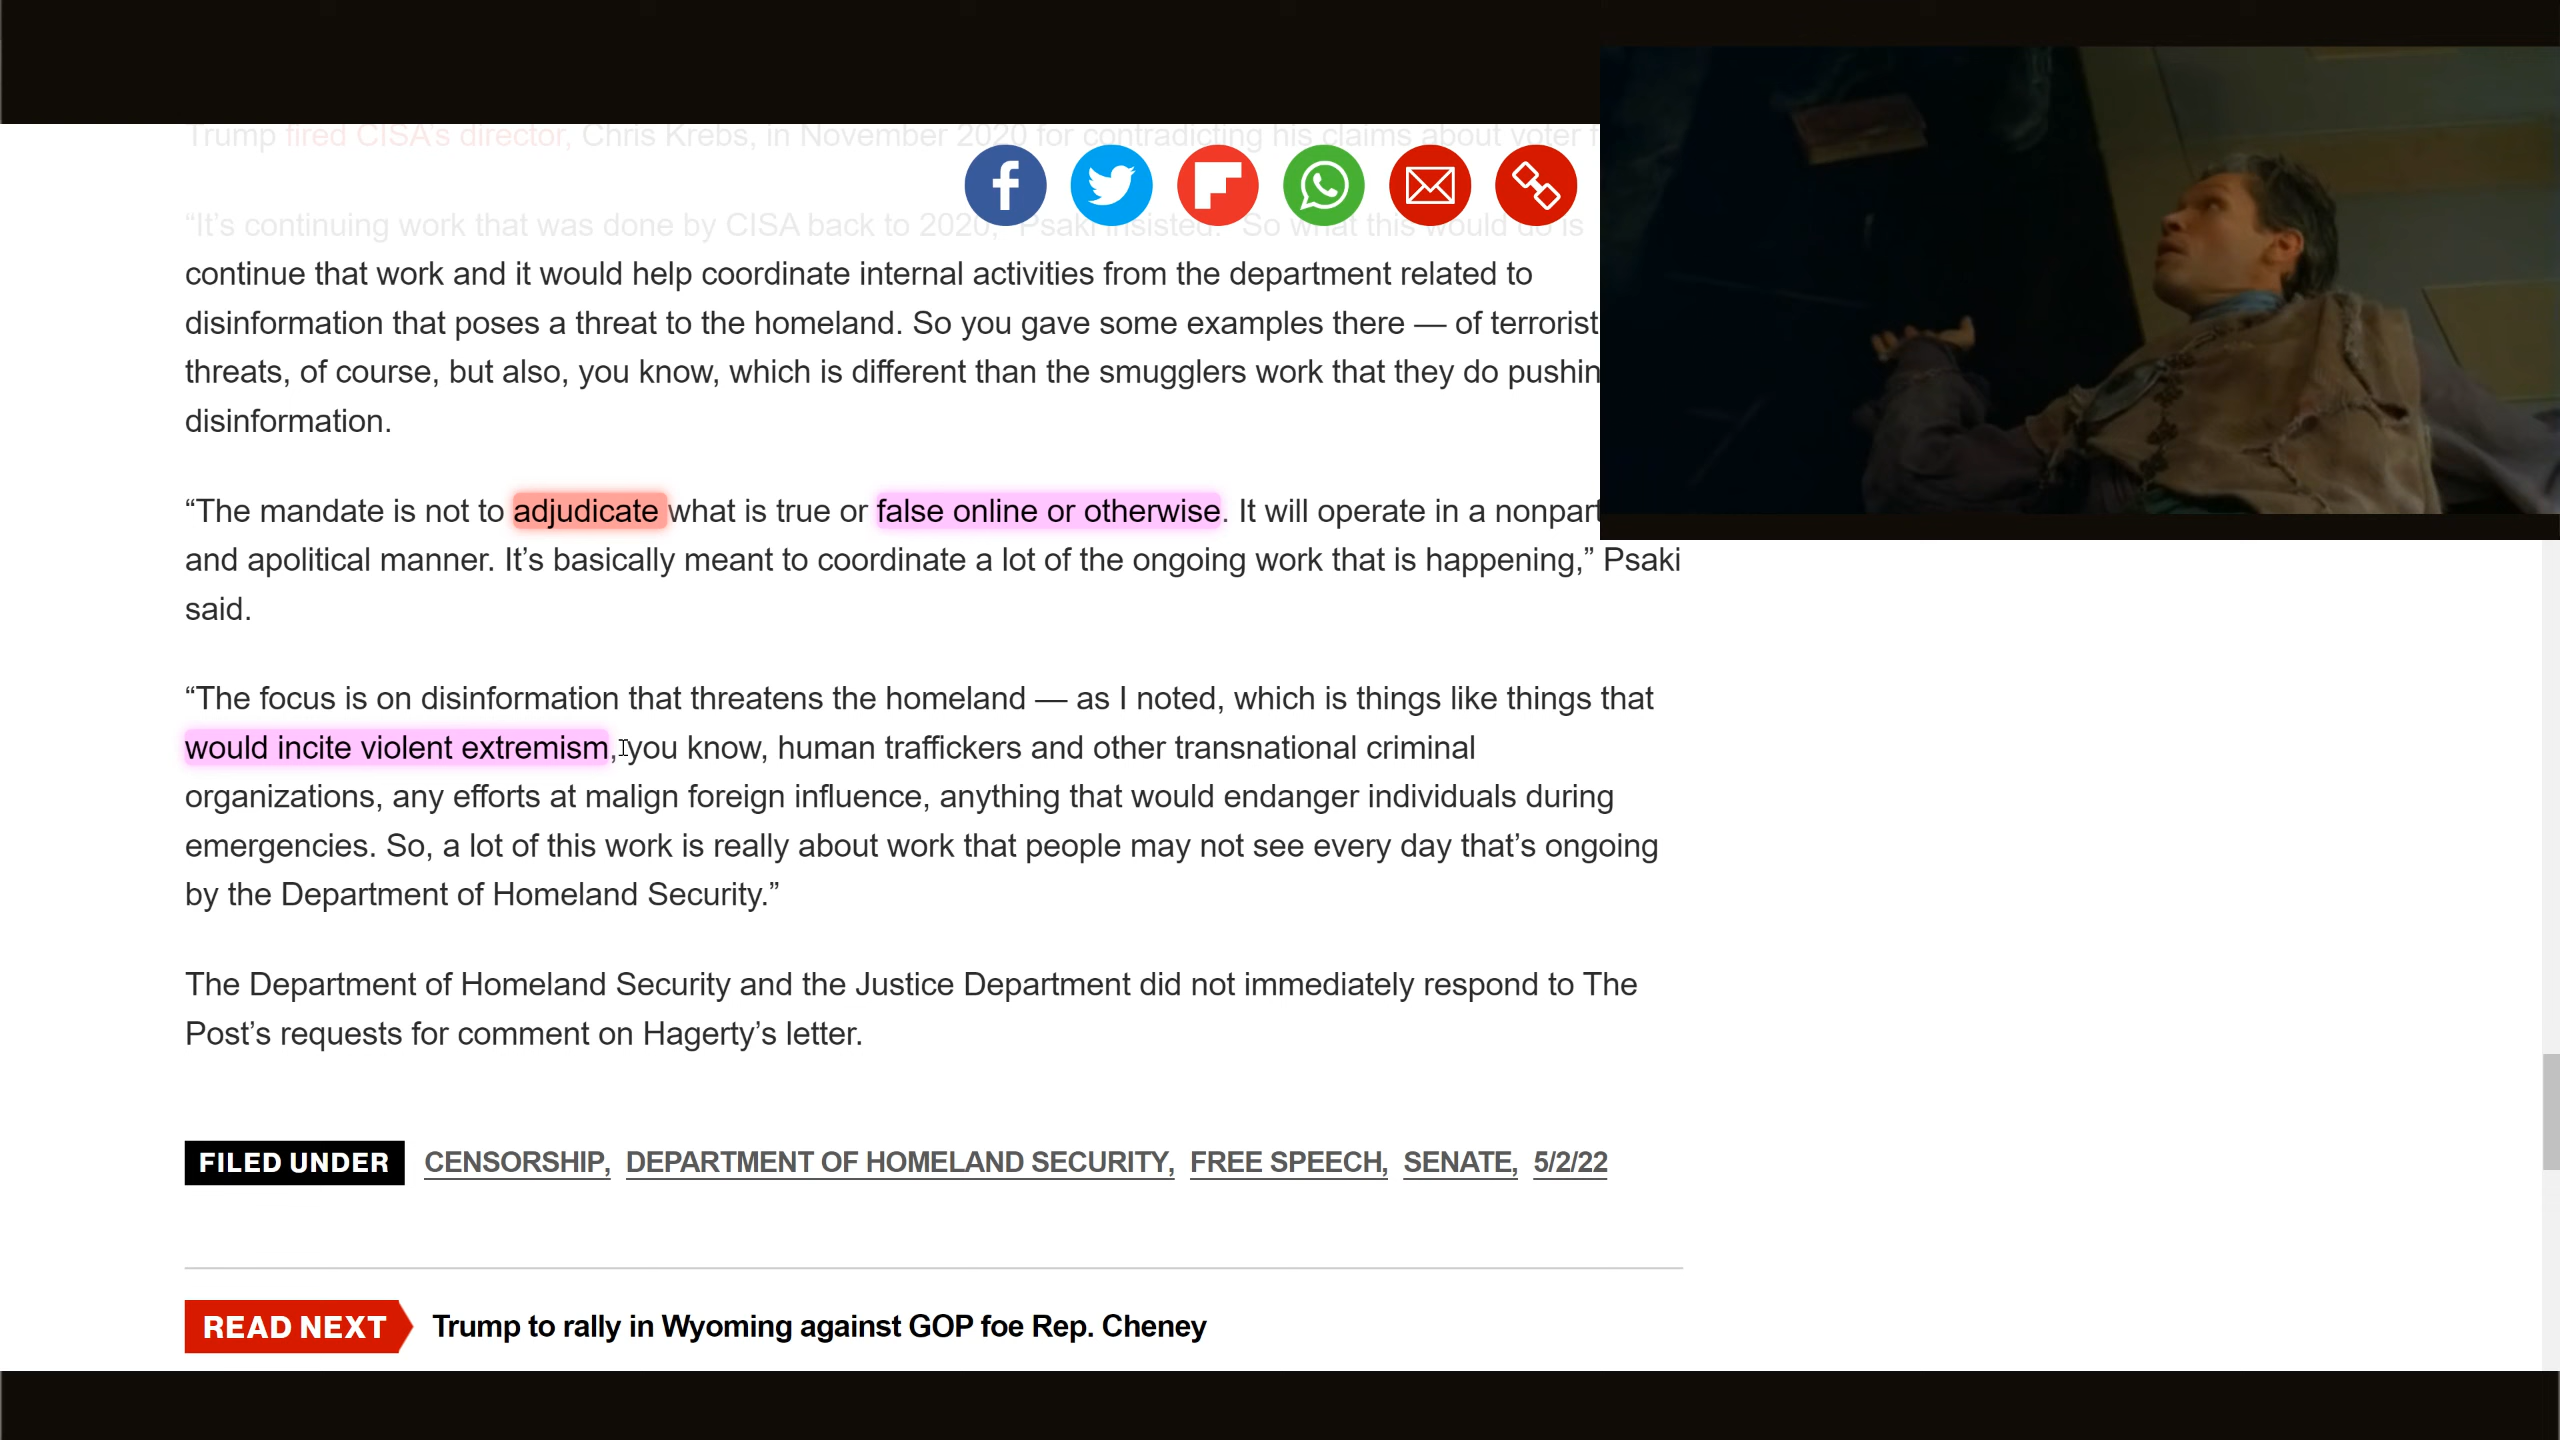 Trump fired CISA's director, Chris Krebs, in November 2020 for contradicting his claims about voter
“It’s continuing work that was done by CISA back to 2020,” Psaki insisted. “So what this would do is
continue that work and it would help coordinate internal activities from the department related to
disinformation that poses a threat to the homeland. So you gave some examples there — of terrorist
threats, of course, but also, you know, which is different than the smugglers work that they do pushin
disinformation.
“The mandate is not to adjudicate what is true or false online or otherwise. It will operate in a nonpart
and apolitical manner. It’s basically meant to coordinate a lot of the ongoing work that is happening,” Psaki
said.
“The focus is on disinformation that threatens the homeland — as I noted, which is things like things that
would incite violent extremism, you know, human traffickers and other transnational criminal
organizations, any efforts at malign foreign influence, anything that would endanger individuals during
emergencies. So, a lot of this work is really about work that people may not see every day that’s ongoing
by the Department of Homeland Security.”
The Department of Homeland Security and the Justice Department did not immediately respond to The
Post’s requests for comment on Hagerty’s letter.
FILED UNDER CENSORSHIP, DEPARTMENT OF HOMELAND SECURITY, FREE SPEECH, SENATE, 5/2/22
READ NEXT Trump to rally in Wyoming against GOP foe Rep. Cheney